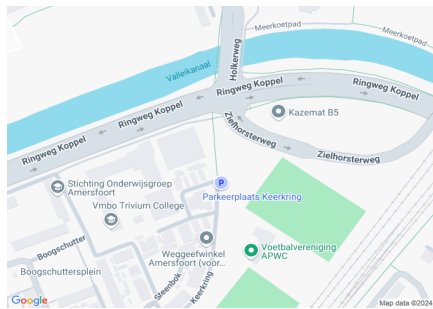 Meerkoetpad
Meerkoetpad
Valleikanaal
Holkerweg
Ringweg Koppel
Ringweg Koppel
Ringweg Koppel
Kazemat B5
Zielhorsterweg
Zielhorsterweg
Stichting Onderwijsgroep
Amersfoort
Parkeerplaats Keerkring
Vmbo Trivium College
Boogschutter
Weggeefwinkel
Amersfoort (voor...
Voetbalvereniging
APWC
Boogschuttersplein
Steenbok
Keerkring
Google
Map data ©2024